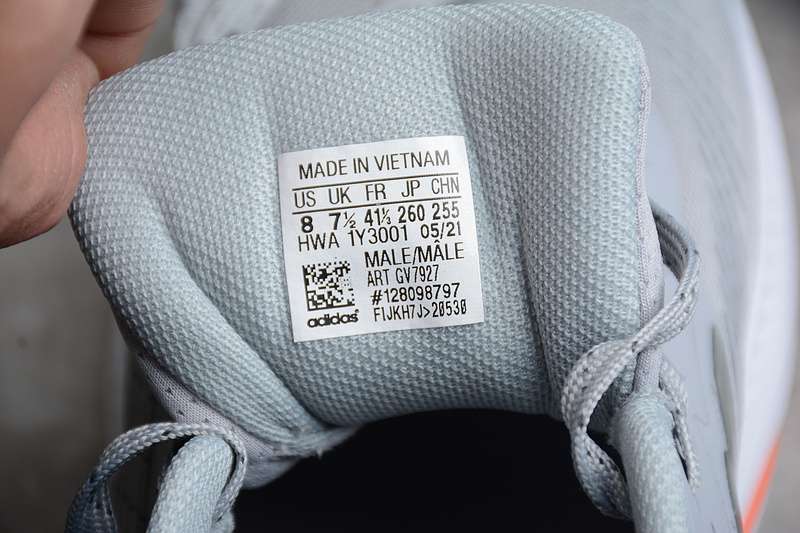 MADE IN VIETNAM
US UK FR JP CHN
8 7½ 41⅓ 260 255
HWA 1Y3001 05/21
MALE/MÂLE
ART GV7927
#128098797
FIJKH7J>20530
adidas